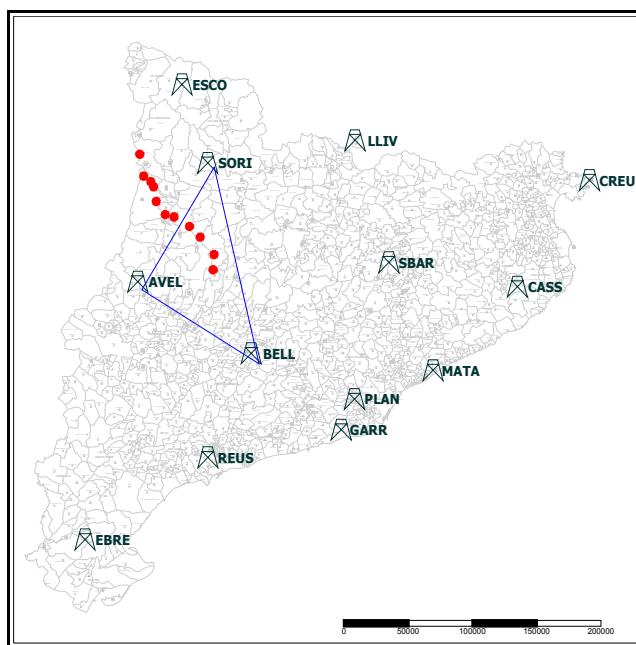 ESCO
LLIV
SORI
CREU
SBAR
AVEL
CASS
BELL
MATA
PLAN
GARR
REUS
EBRE
0 50000 100000 150000 200000